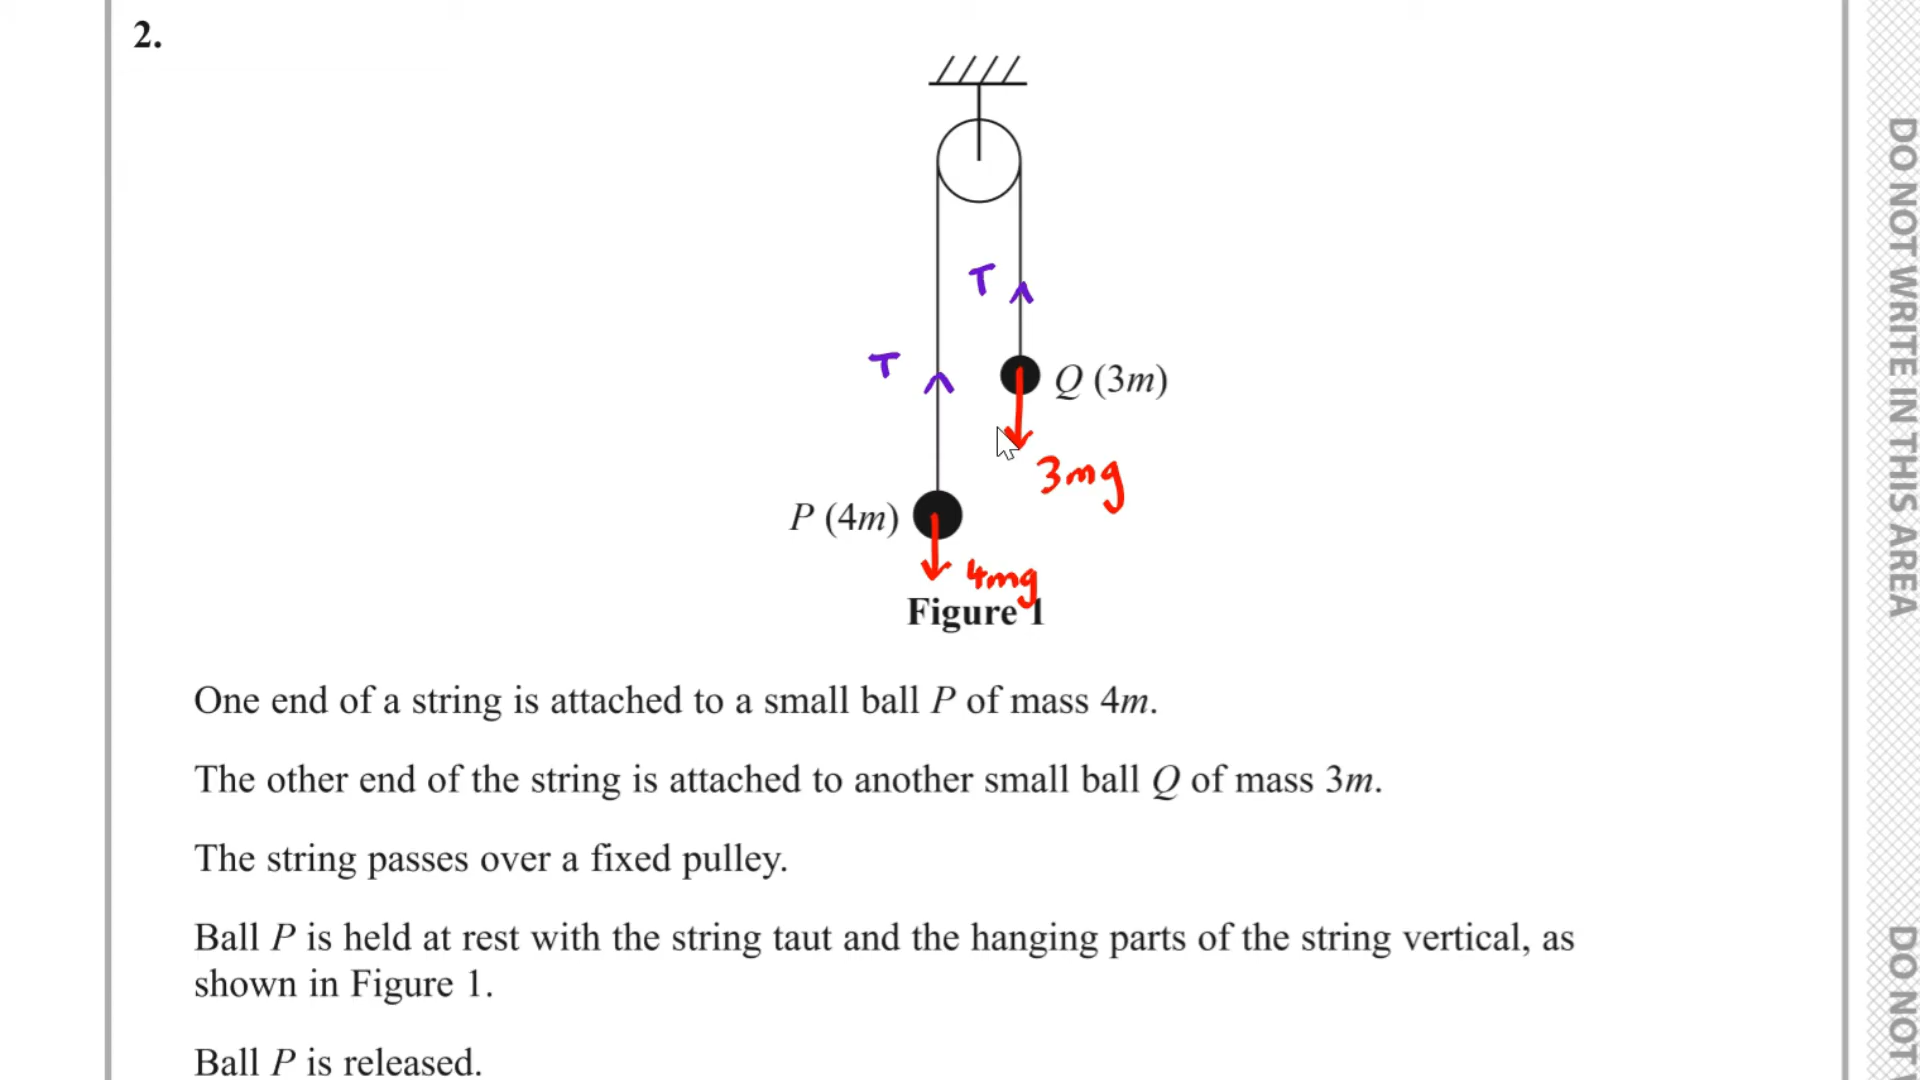 2.
T
T
Q (3m)
3mg
P (4m)
4mg
Figure 1
One end of a string is attached to a small ball P of mass 4m.
The other end of the string is attached to another small ball Q of mass 3m.
The string passes over a fixed pulley.
Ball P is held at rest with the string taut and the hanging parts of the string vertical, as
shown in Figure 1.
Ball P is released.
DO NOT WRITE IN THIS AREA
DO NOT